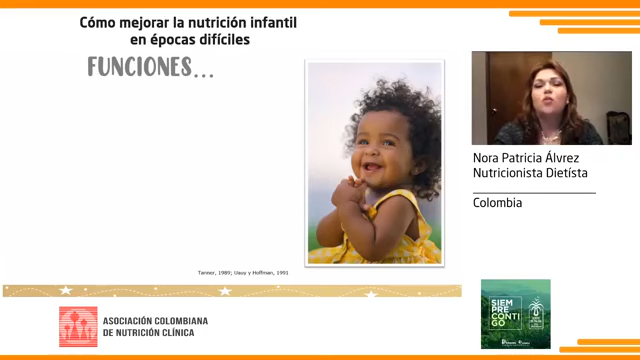 Cómo mejorar la nutrición infantil
en épocas difíciles
FUNCIONES...
Nora Patricia Álvrez
Nutricionista Dietísta
Colombia
Tanner, 1989; Uauy y Hoffman, 1991
ASOCIACIÓN COLOMBIANA
DE NUTRICIÓN CLÍNICA
SIEM
PRE
CONTI
GO